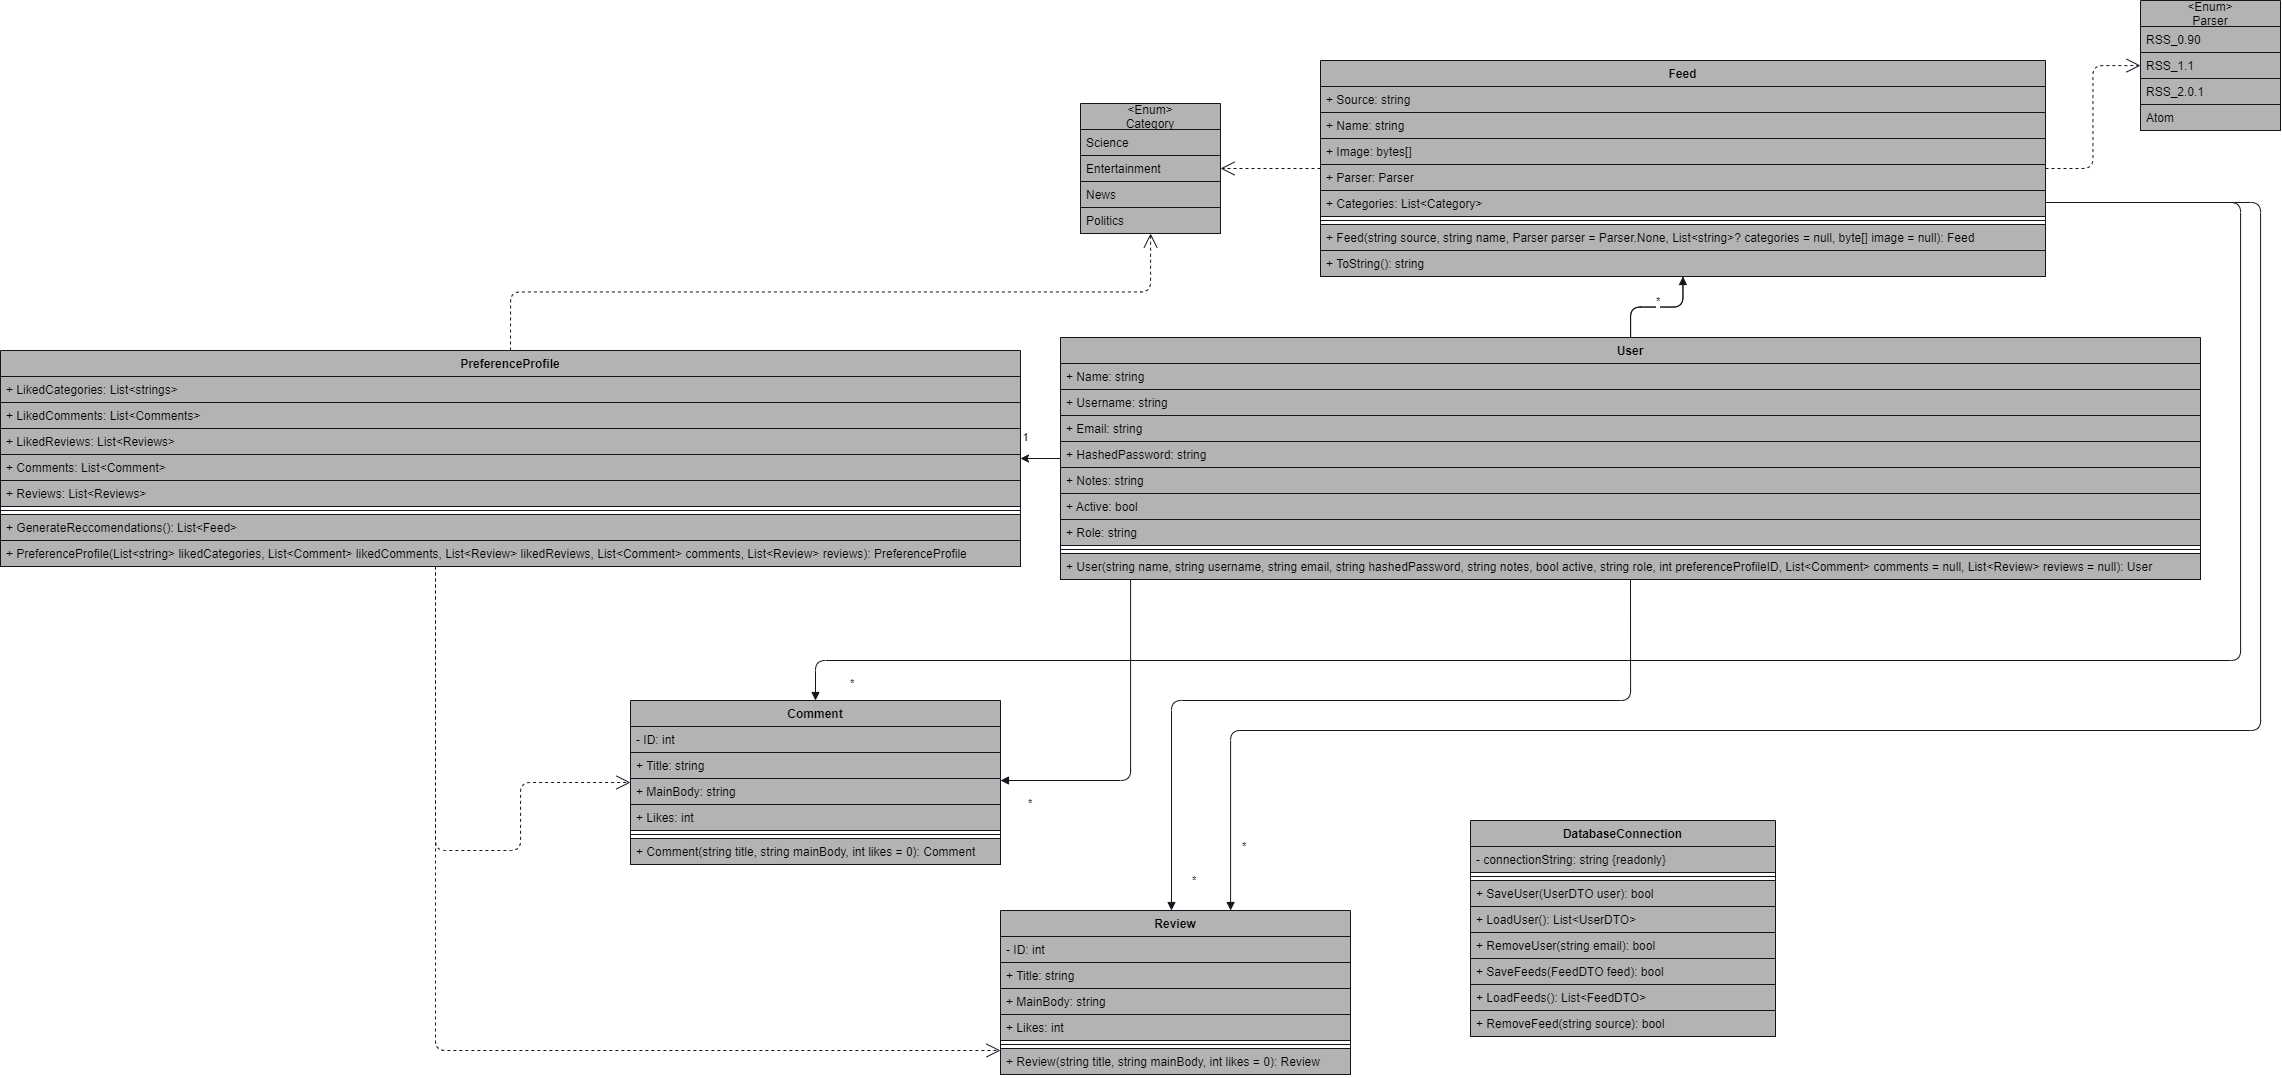 <Enum>
Parser
RSS_0.90
RSS_1.1
RSS_2.0.1
Atom
Feed
+ Source: string
+ Name: string
+ Image: bytes[]
+ Parser: Parser
+ Categories: List<Category>
+ Feed(string source, string name, Parser parser = Parser.None, List<string>? categories = null, byte[] image = null): Feed
+ ToString(): string
<Enum>
Category
Science
Entertainment
News
Politics
*
PreferenceProfile
+ LikedCategories: List<strings>
+ LikedComments: List<Comments>
+ LikedReviews: List<Reviews>
+ Comments: List<Comment>
+ Reviews: List<Reviews>
+ GenerateReccomendations(): List<Feed>
+ PreferenceProfile(List<string> likedCategories, List<Comment> likedComments, List<Review> likedReviews, List<Comment> comments, List<Review> reviews): PreferenceProfile
1
User
+ Name: string
+ Username: string
+ Email: string
+ HashedPassword: string
+ Notes: string
+ Active: bool
+ Role: string
+ User(string name, string username, string email, string hashedPassword, string notes, bool active, string role, int preferenceProfileID, List<Comment> comments = null, List<Review> reviews = null): User
*
Comment
- ID: int
+ Title: string
+ MainBody: string
+ Likes: int
+ Comment(string title, string mainBody, int likes = 0): Comment
*
*
*
Review
- ID: int
+ Title: string
+ MainBody: string
+ Likes: int
+ Review(string title, string mainBody, int likes = 0): Review
DatabaseConnection
- connectionString: string {readonly}
+ SaveUser(UserDTO user): bool
+ LoadUser(): List<UserDTO>
+ RemoveUser(string email): bool
+ SaveFeeds(FeedDTO feed): bool
+ LoadFeeds(): List<FeedDTO>
+ RemoveFeed(string source): bool